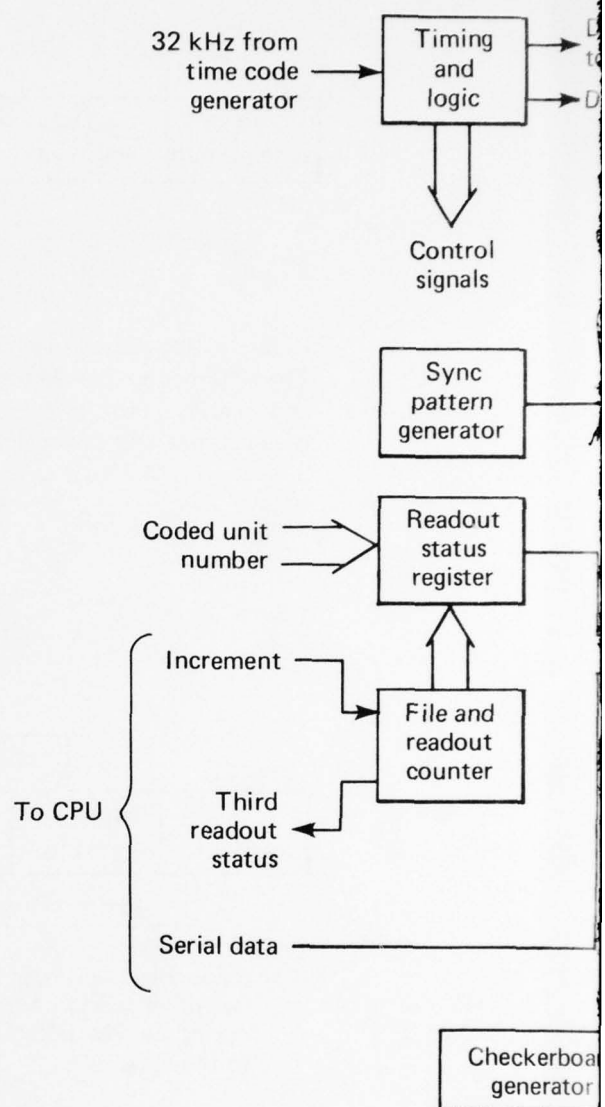 32 kHz from
time code
generator
Timing
and
logic
Control
signals
Sync
pattern
generator
Coded unit
number
Readout
status
register
Increment
File and
readout
counter
To CPU
Third
readout
status
Serial data
generator